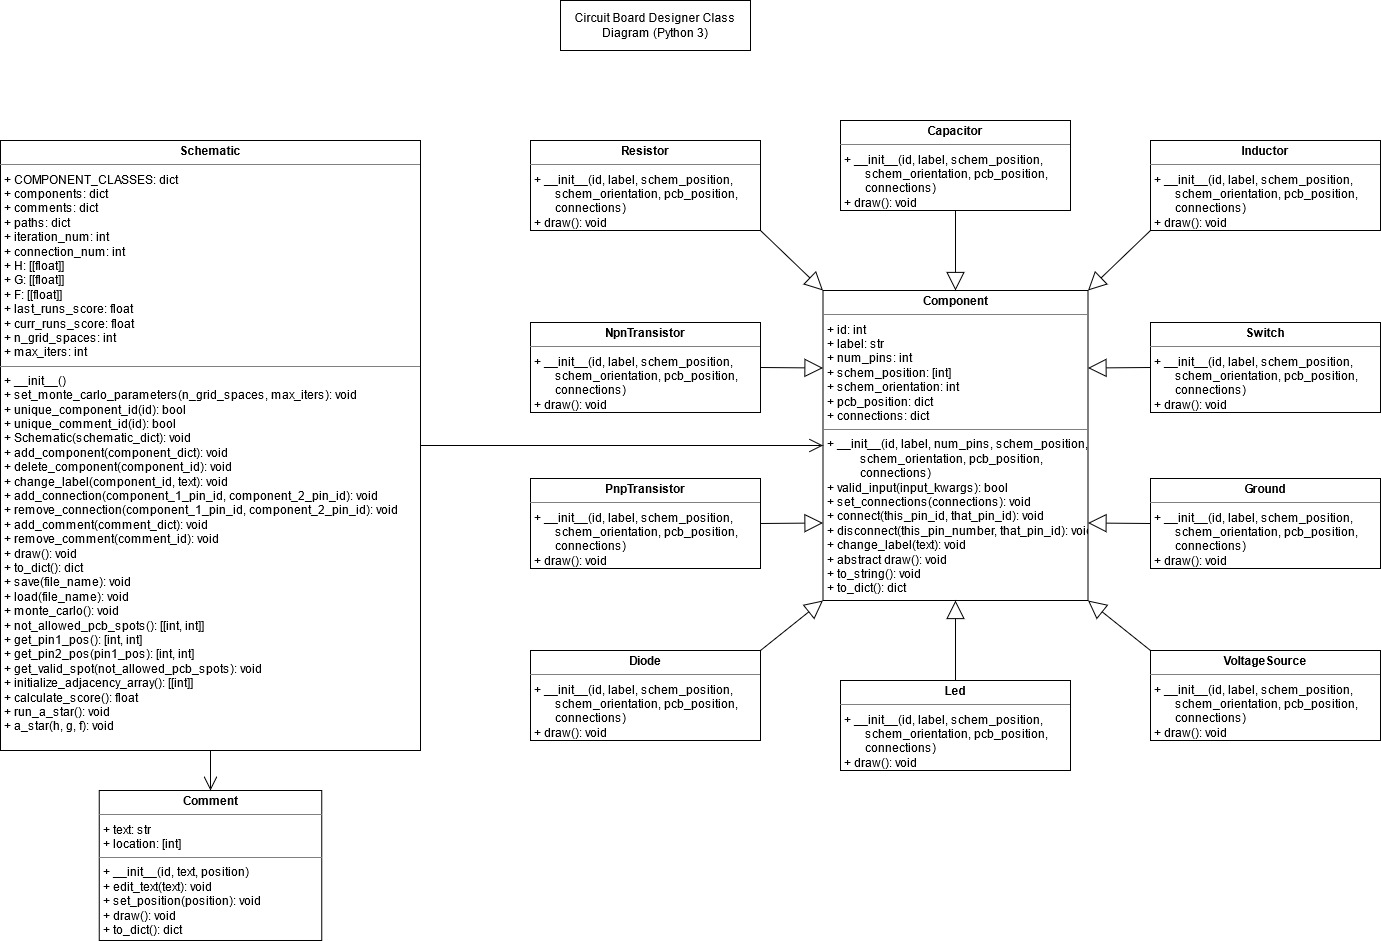 Circuit Board Designer Class
Diagram (Python 3)
Schematic
+ COMPONENT_CLASSES: dict
+ components: dict
+ comments: dict
+ paths: dict
+ iteration_num: int
+ connection_num: int
+ H: [[float]]
+ G: [[float]]
+ F: [[float]]
+ last_runs_score: float
+ curr_runs_score: float
+ n_grid_spaces: int
+ max_iters: int
+ __init__()
+ set_monte_carlo_parameters(n_grid_spaces, max_iters): void
+ unique_component_id(id): bool
+ unique_comment_id(id): bool
+ Schematic(schematic_dict): void
+ add_component(component_dict): void
+ delete_component(component_id): void
+ change_label(component_id, text): void
+ add_connection(component_1_pin_id, component_2_pin_id): void
+ remove_connection(component_1_pin_id, component_2_pin_id): void
+ add_comment(comment_dict): void
+ remove_comment(comment_id): void
+ draw(): void
+ to_dict(): dict
+ save(file_name): void
+ load(file_name): void
+ monte_carlo(): void
+ not_allowed_pcb_spots(): [[int, int]]
+ get_pin1_pos(): [int, int]
+ get_pin2_pos(pin1_pos): [int, int]
+ get_valid_spot(not_allowed_pcb_spots): void
+ initialize_adjacency_array(): [[int]]
+ calculate_score(): float
+ run_a_star(): void
+ a_star(h, g, f): void
Comment
+ text: str
+ location: [int]
+ __init__(id, text, position)
+ edit_text(text): void
+ set_position(position): void
+ draw(): void
+ to_dict(): dict
Resistor
+ __init__(id, label, schem_position,
schem_orientation, pcb_position,
connections)
+ draw(): void
NpnTransistor
+ __init__(id, label, schem_position,
schem_orientation, pcb_position,
connections)
+ draw(): void
PnpTransistor
+ __init__(id, label, schem_position,
schem_orientation, pcb_position,
connections)
+ draw(): void
Diode
+ __init__(id, label, schem_position,
schem_orientation, pcb_position,
connections)
+ draw(): void
Capacitor
+ __init__(id, label, schem_position,
schem_orientation, pcb_position,
connections)
+ draw(): void
Component
+ id: int
+ label: str
+ num_pins: int
+ schem_position: [int]
+ schem_orientation: int
+ pcb_position: dict
+ connections: dict
+ __init__(id, label, num_pins, schem_position,
schem_orientation, pcb_position,
connections)
+ valid_input(input_kwargs): bool
+ set_connections(connections): void
+ connect(this_pin_id, that_pin_id): void
+ disconnect(this_pin_number, that_pin_id): void
+ change_label(text): void
+ abstract draw(): void
+ to_string(): void
+ to_dict(): dict
Led
+ __init__(id, label, schem_position,
schem_orientation, pcb_position,
connections)
+ draw(): void
Inductor
+ __init__(id, label, schem_position,
schem_orientation, pcb_position,
connections)
+ draw(): void
Switch
+ __init__(id, label, schem_position,
schem_orientation, pcb_position,
connections)
+ draw(): void
Ground
+ __init__(id, label, schem_position,
schem_orientation, pcb_position,
connections)
+ draw(): void
VoltageSource
+ __init__(id, label, schem_position,
schem_orientation, pcb_position,
connections)
+ draw(): void